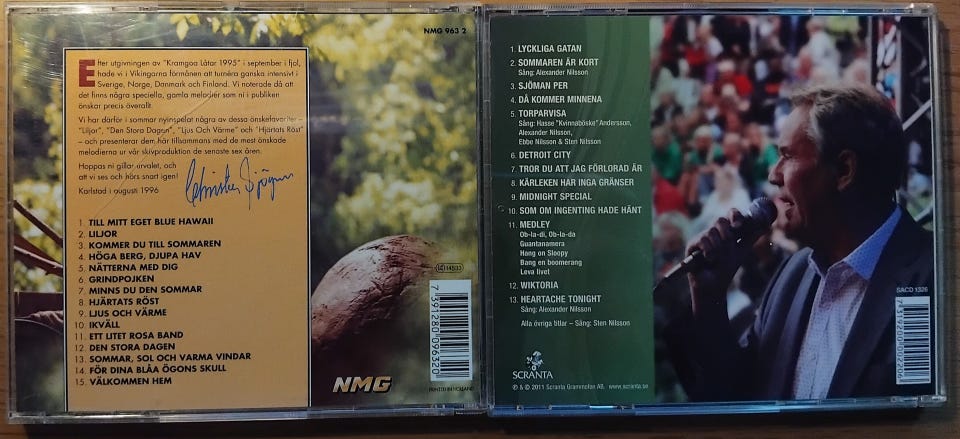 NMG 963 2
Efter utgivningen av "Kramgoa Låtar 1995" i september i fjol,
hade vi i Vikingarna förmånen att turnéra ganska intensivt i
Sverige, Norge, Danmark och Finland. Vi noterade då att
det finns några speciella, gamla melodier som ni i publiken
önskar precis överallt.
Vi har därför i sommar nyinspelat några av dessa önskefavoriter –
"Liljor", "Den Stora Dagen", "Ljus Och Värme" och "Hjärtats Röst"
– och presenterar dem här tillsammans med de mest önskade
melodierna ur vår skivproduktion de senaste sex åren.
Hoppas ni gillar urvalet, och
att vi ses och hörs snart igen!
Karlstad i augusti 1996
Christer Sjögren
1. TILL MITT EGET BLUE HAWAII
2. LILJOR
3. KOMMER DU TILL SOMMAREN
4. HÖGA BERG, DJUPA HAV
5. NÄTTERNA MED DIG
6. GRINDPOJKEN
7. MINNS DU DEN SOMMAR
8. HJÄRTATS RÖST
9. LJUS OCH VÄRME
10. IKVÄLL
11. ETT LITET ROSA BAND
12. DEN STORA DAGEN
13. SOMMAR, SOL OCH VARMA VINDAR
14. FÖR DINA BLÅA ÖGONS SKULL
15. VÄLKOMMEN HEM
7 391280 096320
NMG
PRINTED IN HOLLAND
1. LYCKLIGA GATAN
2. SOMMAREN ÄR KORT
Sång: Alexander Nilsson
3. SJÖMAN PER
4. DÅ KOMMER MINNENA
5. TORPARVISA
Sång: Hasse "Kvinnaböske" Andersson,
Alexander Nilsson,
Ebbe Nilsson & Sten Nilsson
6. DETROIT CITY
7. TROR DU ATT JAG FÖRLORAD ÄR
8. KÄRLEKEN HAR INGA GRÄNSER
9. MIDNIGHT SPECIAL
10. SOM OM INGENTING HADE HÄNT
11. MEDLEY
Ob-la-di, Ob-la-da
Guantanamera
Hang on Sloopy
Bang en boomerang
Leva livet
12. WIKTORIA
13. HEARTACHE TONIGHT
Sång: Alexander Nilsson
Alla övriga titlar – Sång: Sten Nilsson
SCRANTA
℗ & © 2011 Scranta Grammofon AB. www.scranta.se
SACD 1326